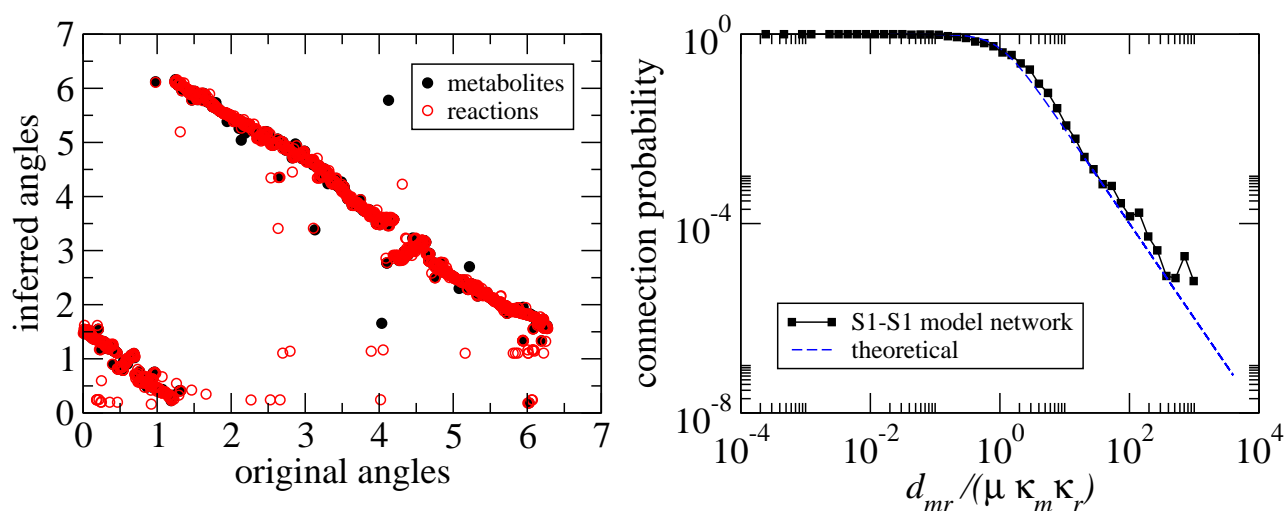 7
6
5
4
3
2
1
0
inferred angles
metabolites
reactions
0 1 2 3 4 5 6 7
original angles
10^0
10^-4
10^-8
connection probability
S1-S1 model network
theoretical
10^-4 10^-2 10^0 10^2 10^4
d_mr/(μ κ_m κ_r)